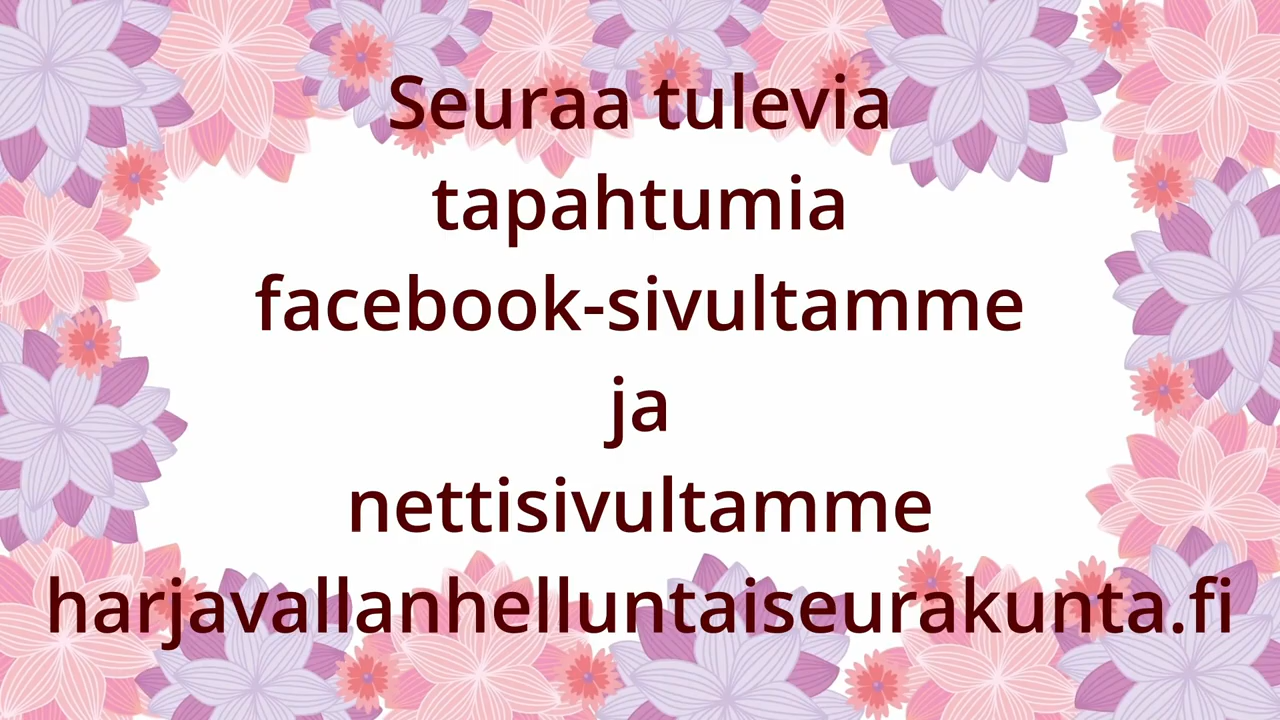 Seuraa tulevia
tapahtumia
facebook-sivultamme
ja
nettisivultamme
harjavallanhelluntaiseurakunta.fi